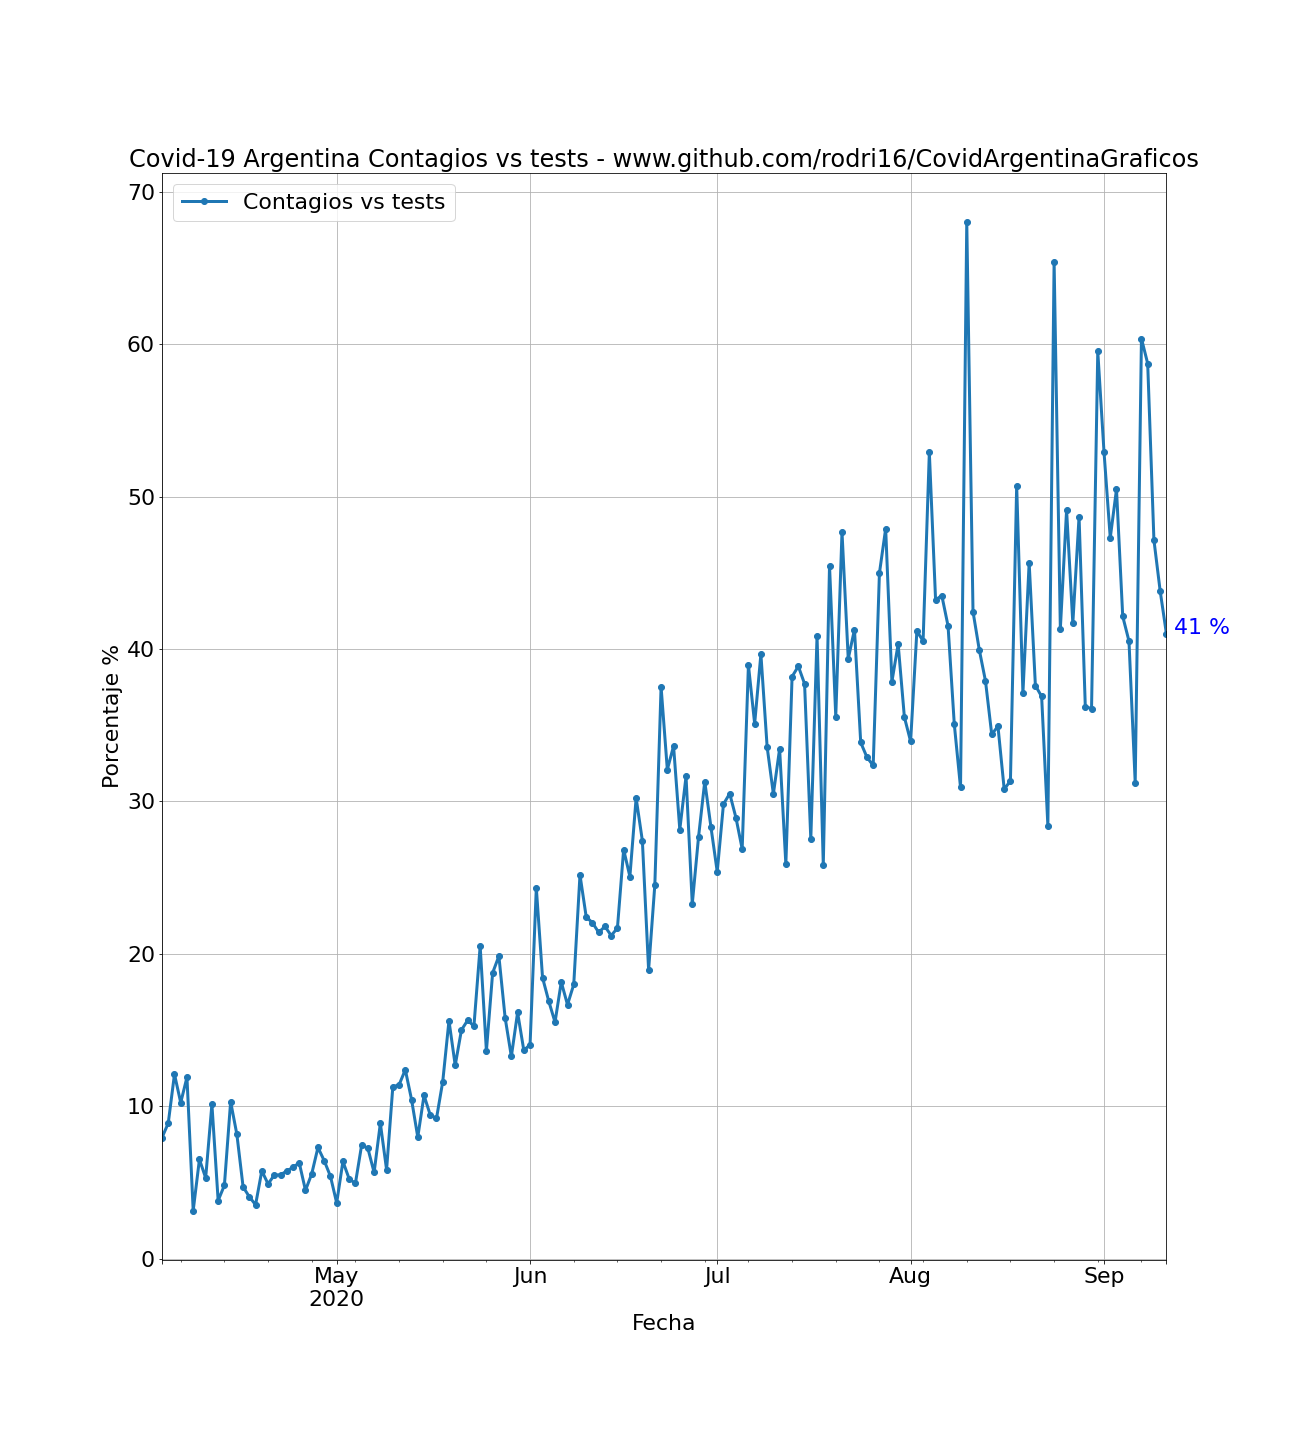 Covid-19 Argentina Contagios vs tests - www.github.com/rodri16/CovidArgentinaGraficos
Contagios vs tests
70
60
50
40
30
20
10
0
Porcentaje %
41 %
May Jun Jul Aug Sep
2020
Fecha